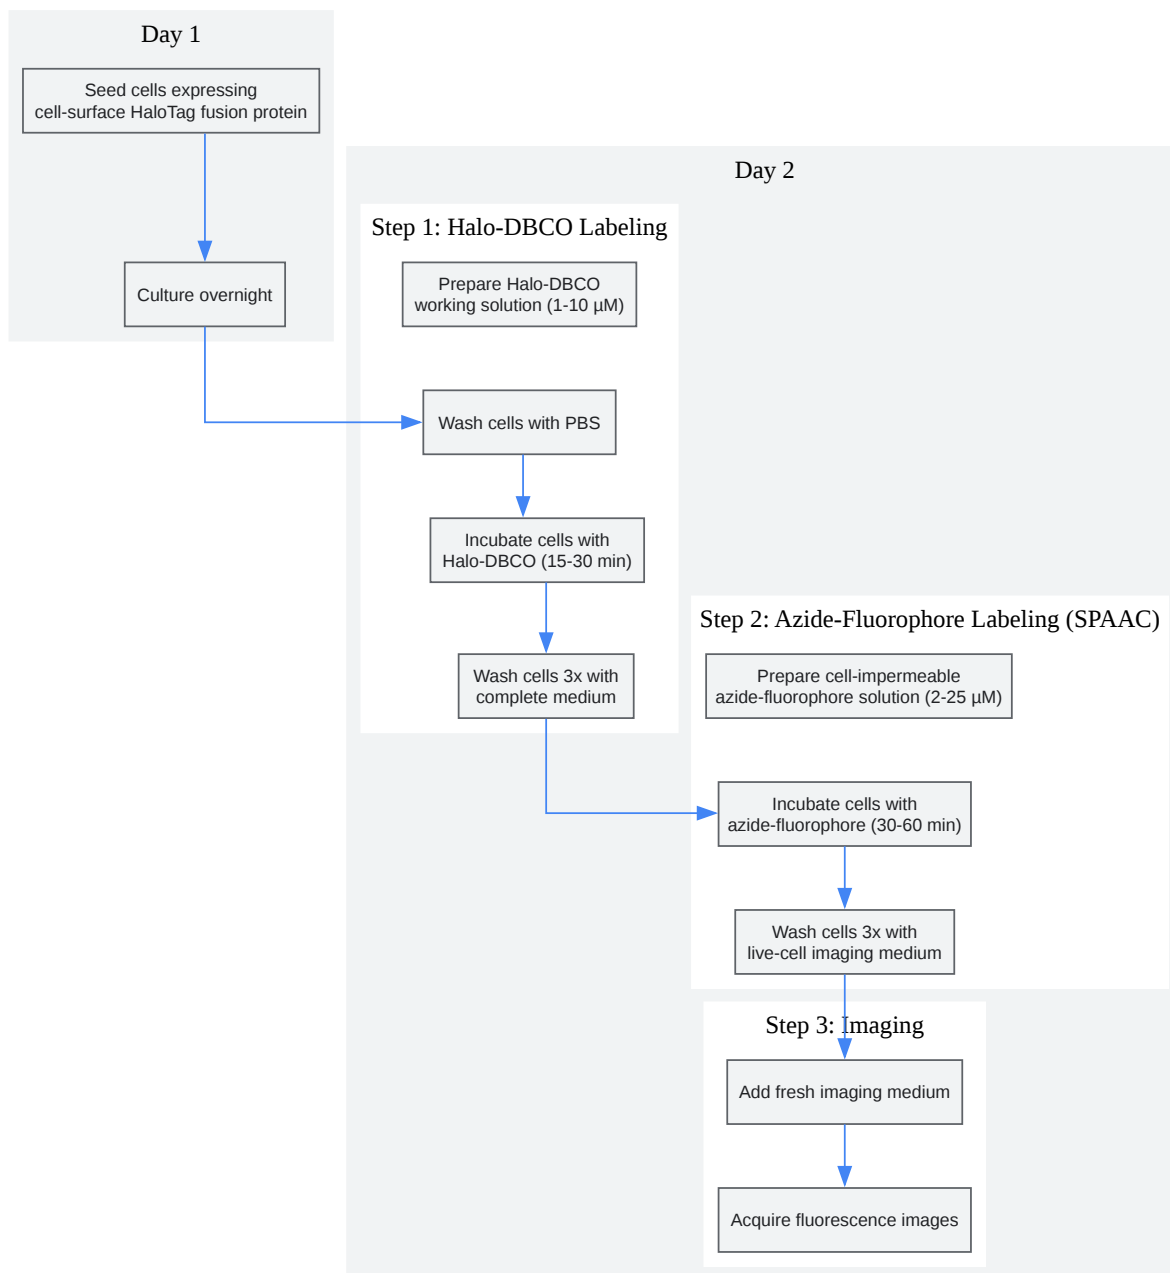 Day 1
Seed cells expressing
cell-surface HaloTag fusion protein
Culture overnight
Day 2
Step 1: Halo-DBCO Labeling
Prepare Halo-DBCO
working solution (1-10 µM)
Wash cells with PBS
Incubate cells with
Halo-DBCO (15-30 min)
Wash cells 3x with
complete medium
Step 2: Azide-Fluorophore Labeling (SPAAC)
Prepare cell-impermeable
azide-fluorophore solution (2-25 µM)
Incubate cells with
azide-fluorophore (30-60 min)
Wash cells 3x with
live-cell imaging medium
Step 3: Imaging
Add fresh imaging medium
Acquire fluorescence images